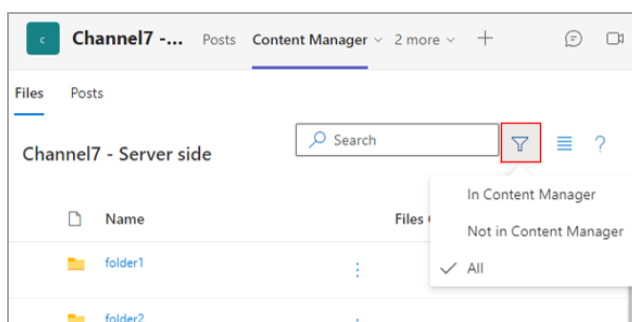 c Channel7 -... Posts Content Manager 2 more
Files Posts
Channel7 - Server side Search ?
In Content Manager
Name Files
Not in Content Manager
folder1 All
folder2